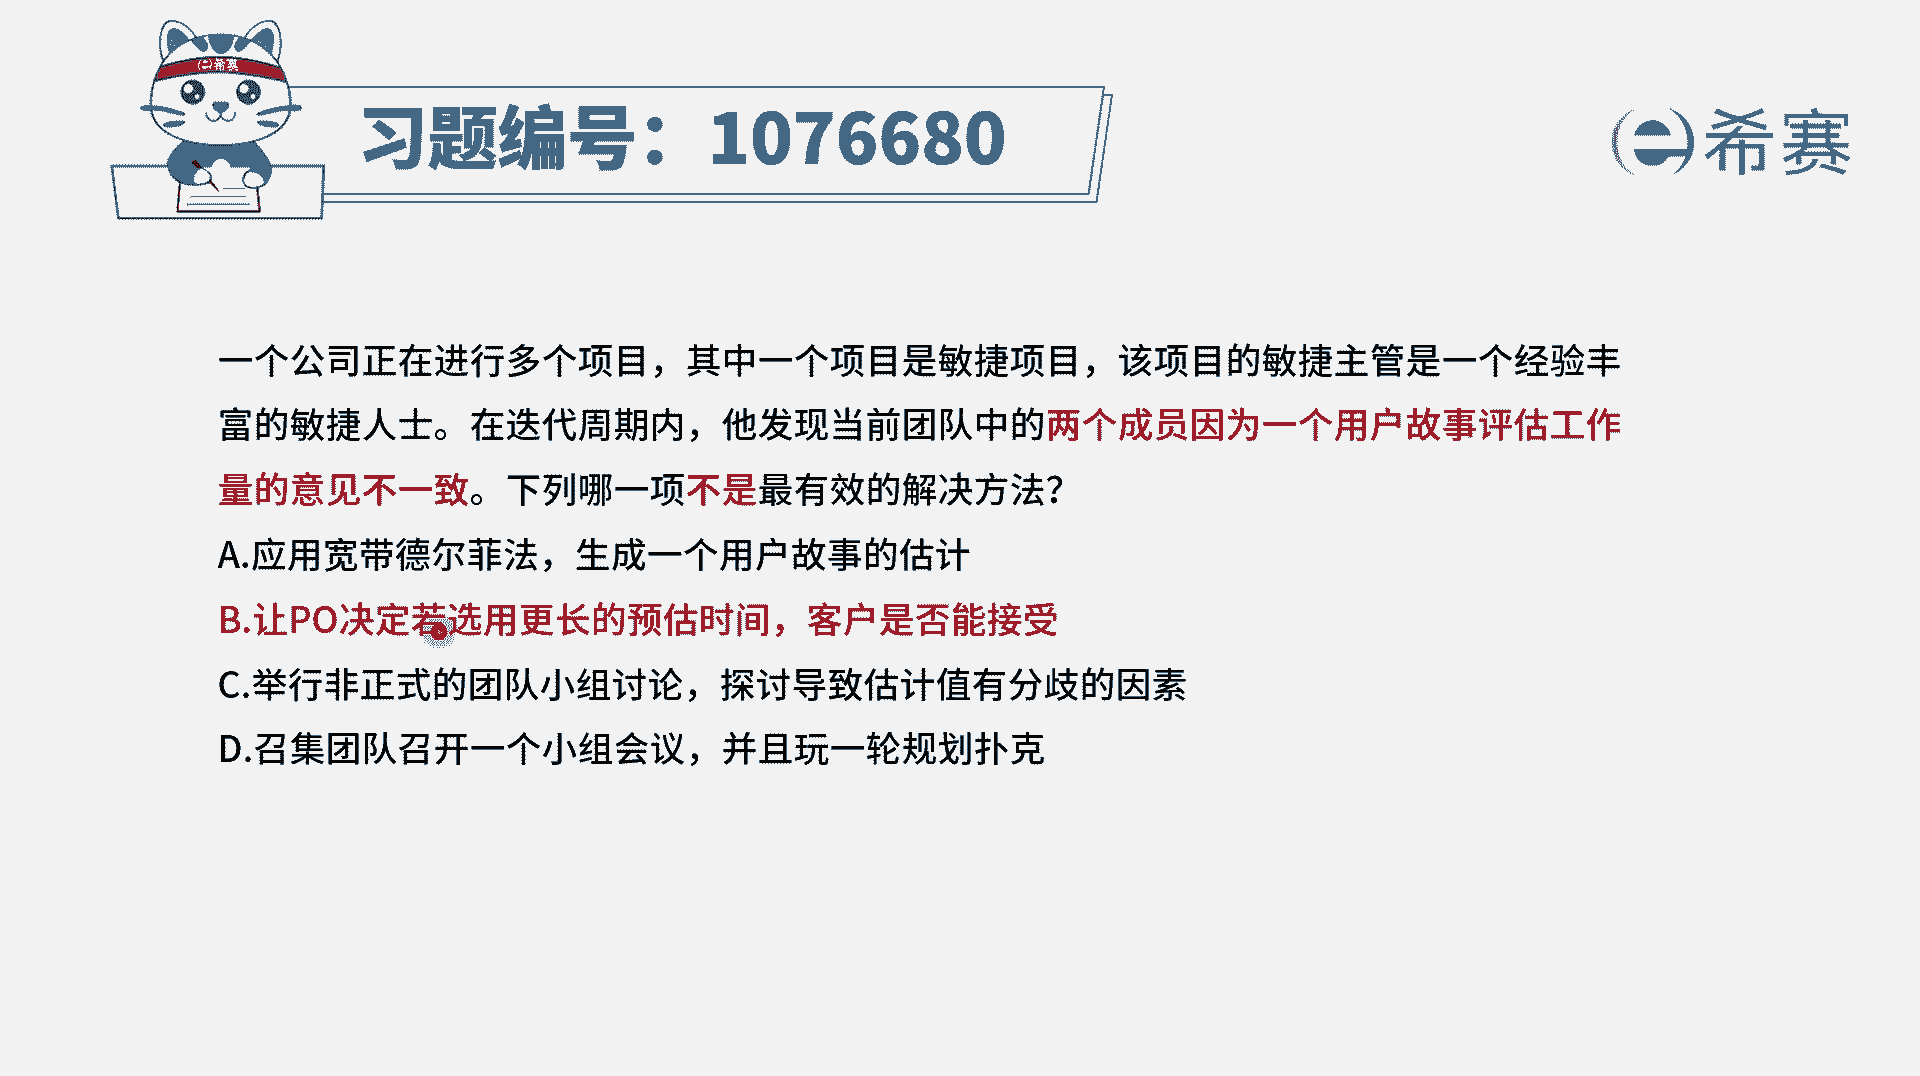 e希赛
习题编号：1076680
e希赛
一个公司正在进行多个项目，其中一个项目是敏捷项目，该项目的敏捷主管是一个经验丰
富的敏捷人士。在迭代周期内，他发现当前团队中的两个成员因为一个用户故事评估工作
量的意见不一致。下列哪一项不是最有效的解决方法？
A.应用宽带德尔菲法，生成一个用户故事的估计
B.让PO决定若选用更长的预估时间，客户是否能接受
C.举行非正式的团队小组讨论，探讨导致估计值有分歧的因素
D.召集团队召开一个小组会议，并且玩一轮规划扑克